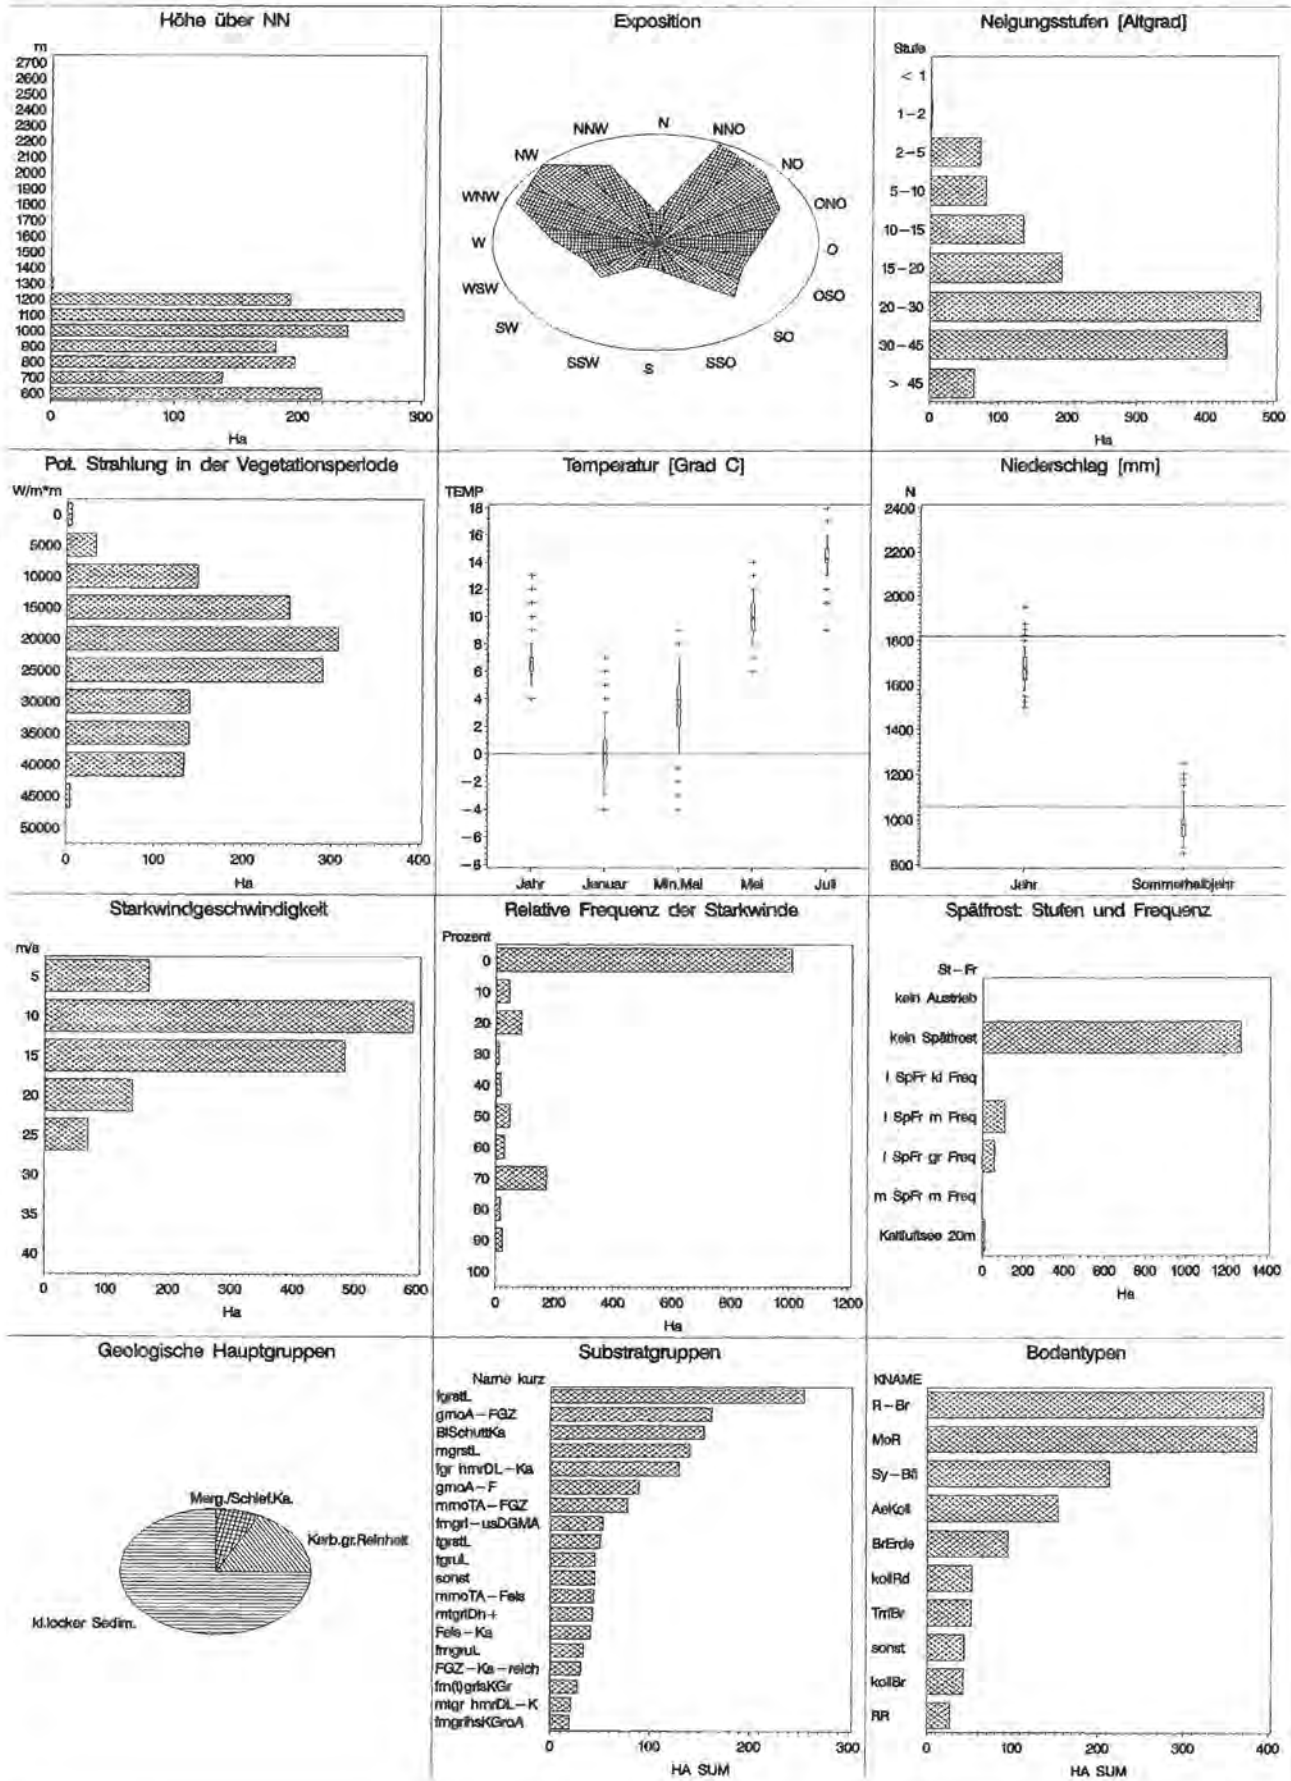 Höhe über NN
m
2700
2600
2500
2400
2300
2200
2100
2000
1900
1800
1700
1600
1500
1400
1300
1200
1100
1000
900
800
700
600
0 100 200 300
Ha
Exposition
N
NNO
NO
ONO
O
OSO
SO
SSO
S
SSW
SW
WSW
W
WNW
NW
NNW
Neigungsstufen [Altgrad]
Stufe
< 1
1-2
2-5
5-10
10-15
15-20
20-30
30-45
> 45
0 100 200 300 400 500
Ha
Pot. Strahlung in der Vegetationsperiode
W/m*m
0
5000
10000
15000
20000
25000
30000
35000
40000
45000
50000
0 100 200 300 400
Ha
Temperatur [Grad C]
TEMP
18
16
14
12
10
8
6
4
2
0
-2
-4
-6
-8
Jahr Januar Min.Mai Mai Juli
Niederschlag [mm]
N
2400
2200
2000
1800
1600
1400
1200
1000
800
Jahr Sommerhalbjahr
Starkwindgeschwindigkeit
m/s
5
10
15
20
25
30
35
40
0 100 200 300 400 500 600
Ha
Relative Frequenz der Starkwinde
Prozent
0
10
20
30
40
50
60
70
80
90
100
0 200 400 600 800 1000 1200
Ha
Spätfrost: Stufen und Frequenz
St-Fr
kein Austrieb
kein Spätfrost
l SpFr kl Freq
l SpFr m Freq
l SpFr gr Freq
m SpFr m Freq
Kaltluftsee 20m
0 200 400 600 800 1000 1200 1400
Ha
Geologische Hauptgruppen
Merg./Schief.Ka.
Karb.gr.Reinheit
kl.locker Sedim.
Substratgruppen
Name kurz
fgrstL
gmoA-FGZ
BlSchuttKa
mgrstL
fgr hmrDL-Ka
gmoA-F
mmoTA-FGZ
fmgrl-usDGMA
tgrstL
tgruL
sonst
mmoTA-Fels
mtgrlDh+
Fels-Ka
fmgruL
FGZ-Ka-reich
fm(t)grlsKGr
mtgr hmrDL-K
fmgrlhsKGroA
0 100 200 300
HA SUM
Bodentypen
KNAME
R-Br
MoR
Sy-Bfl
AeKoll
BrErde
kollRd
TrrfBr
sonst
kollBr
RR
0 100 200 300 400
HA SUM